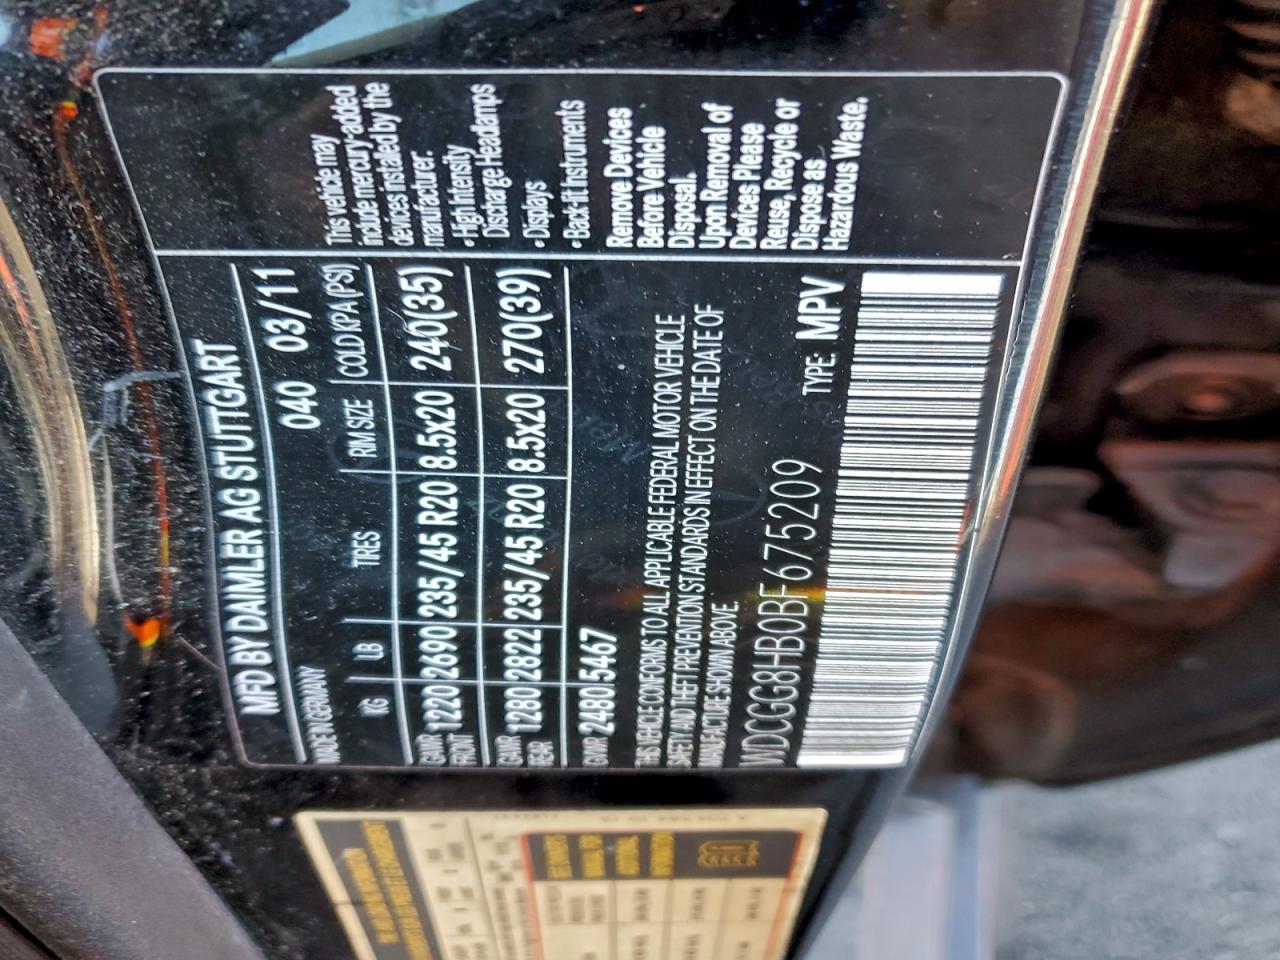 MFD BY DAIMLER AG STUTTGART
MADE IN GERMANY 040 03/11
KG LB TIRES RIM SIZE COLD KPA (PSI)
GAWR FRONT 1220 2690 235/45 R20 8.5x20 240(35)
GAWR REAR 1280 2822 235/45 R20 8.5x20 270(39)
GVWR 2480 5467
THIS VEHICLE CONFORMS TO ALL APPLICABLE FEDERAL MOTOR VEHICLE
SAFETY AND THEFT PREVENTION STANDARDS IN EFFECT ON THE DATE OF
MANUFACTURE SHOWN ABOVE.
WDCGG8HB0BF675209 TYPE: MPV
This vehicle may
include mercury-added
devices installed by the
manufacturer:
• High Intensity
Discharge Headlamps
• Displays
• Back-lit Instruments
Remove Devices
Before Vehicle
Disposal.
Upon Removal of
Devices Please
Reuse, Recycle or
Dispose as
Hazardous Waste.